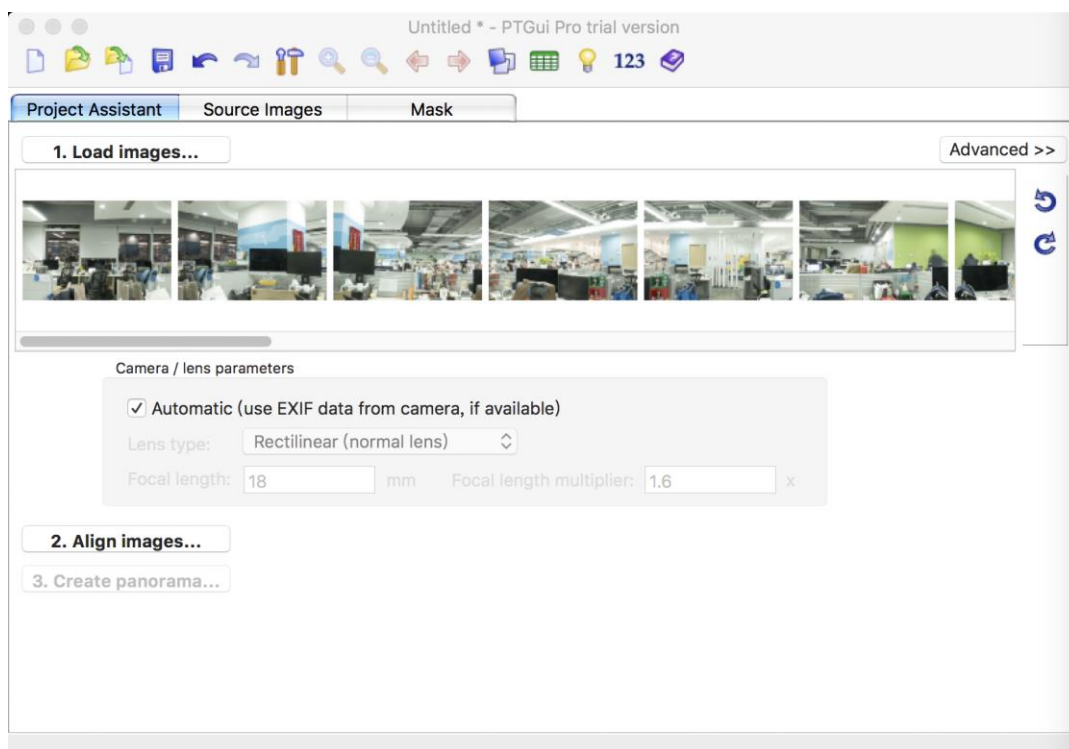 Untitled * - PTGui Pro trial version
123
Project Assistant Source Images Mask
1. Load images... Advanced >>
Camera / lens parameters
Automatic (use EXIF data from camera, if available)
Lens type: Rectilinear (normal lens)
Focal length: 18 mm Focal length multiplier: 1.6 x
2. Align images...
3. Create panorama...